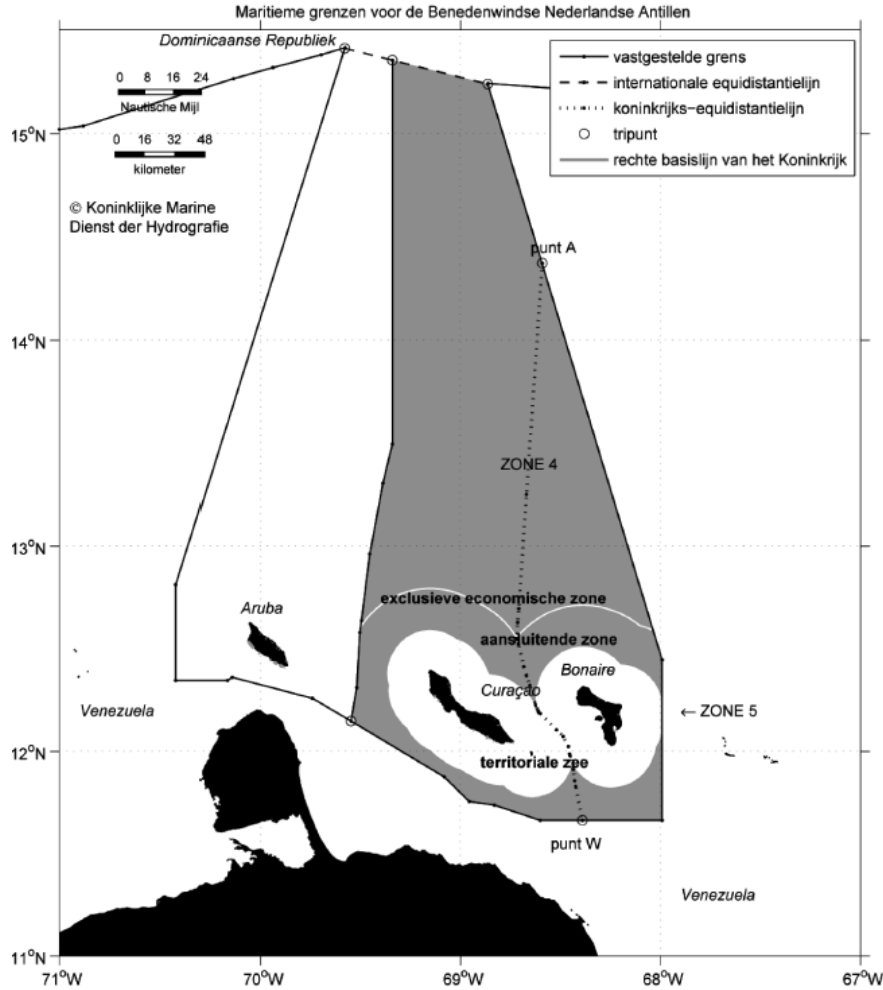 Maritieme grenzen voor de Benedenwindse Nederlandse Antillen
Dominicaanse Republiek
0 8 16 24
Nautische Mijl
0 16 32 48
kilometer
© Koninklijke Marine
Dienst der Hydrografie
vastgestelde grens
internationale equidistantielijn
koninkrijks-equidistantielijn
tripunt
rechte basislijn van het Koninkrijk
15°N
punt A
14°N
ZONE 4
13°N
exclusieve economische zone
Aruba
aansluitende zone
Bonaire
Curaçao
Venezuela
← ZONE 5
12°N
territoriale zee
punt W
Venezuela
11°N
71°W 70°W 69°W 68°W 67°W